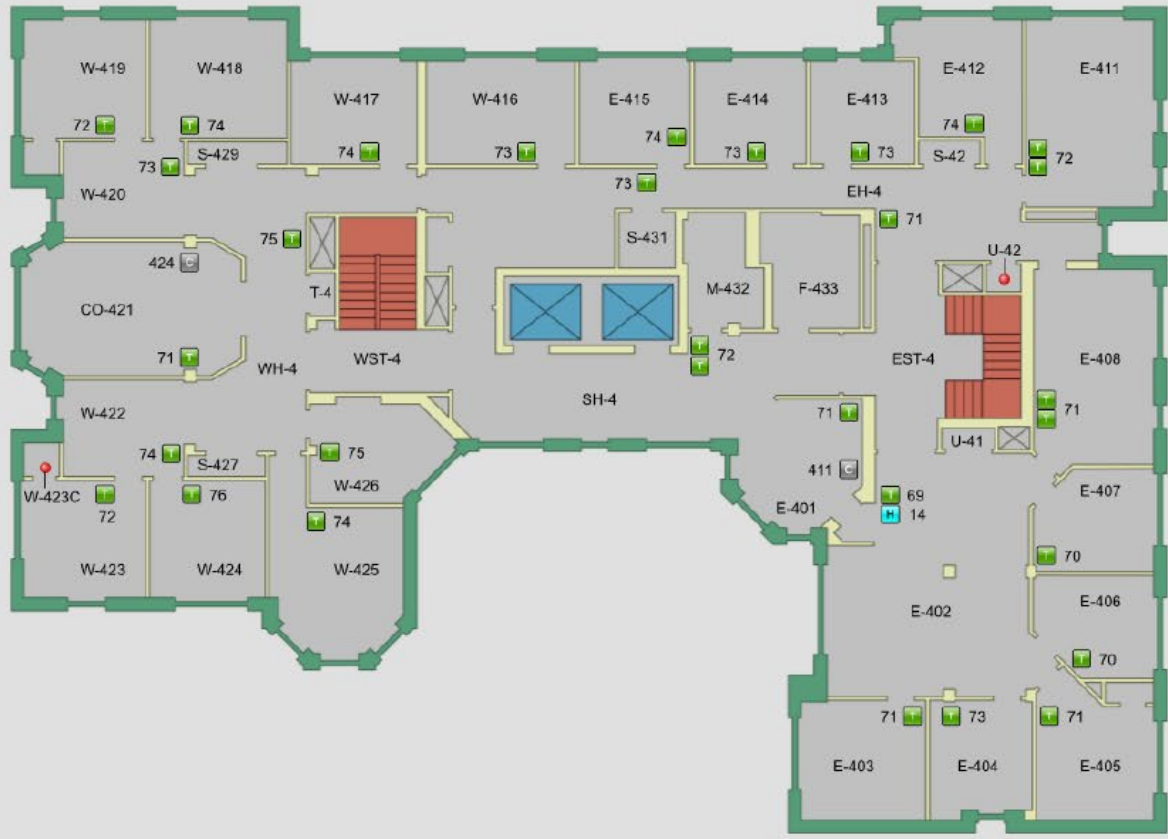 W-419
W-418
E-412
E-411
W-417
W-416
E-415
E-414
E-413
72 T
T 74
T 74
74 T
74 T
73 T
73 T
T 73
T
T 72
S-429
S-42
73 T
73 T
W-420
EH-4
T 71
75 T
S-431
U-42
424 C
T-4
M-432
F-433
CO-421
71 T
WH-4
WST-4
T 72
T
EST-4
E-408
SH-4
T 71
T
W-422
71 T
U-41
74 T
S-427
T 75
411 C
E-407
W-423C
T
72
T 76
W-426
T 69
H 14
E-401
T 74
T 70
W-423
W-424
W-425
E-402
E-406
T 70
71 T
T 73
T 71
E-403
E-404
E-405